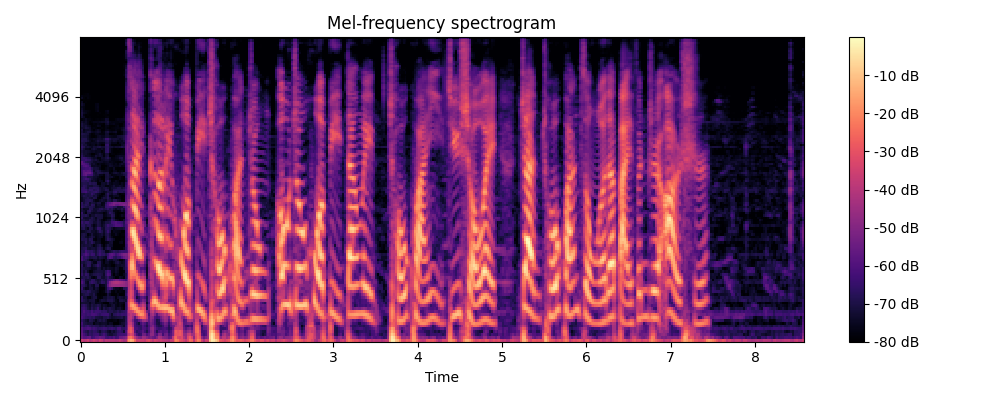 Mel-frequency spectrogram
4096
2048
1024
512
0
Hz
0 1 2 3 4 5 6 7 8
Time
-10 dB
-20 dB
-30 dB
-40 dB
-50 dB
-60 dB
-70 dB
-80 dB